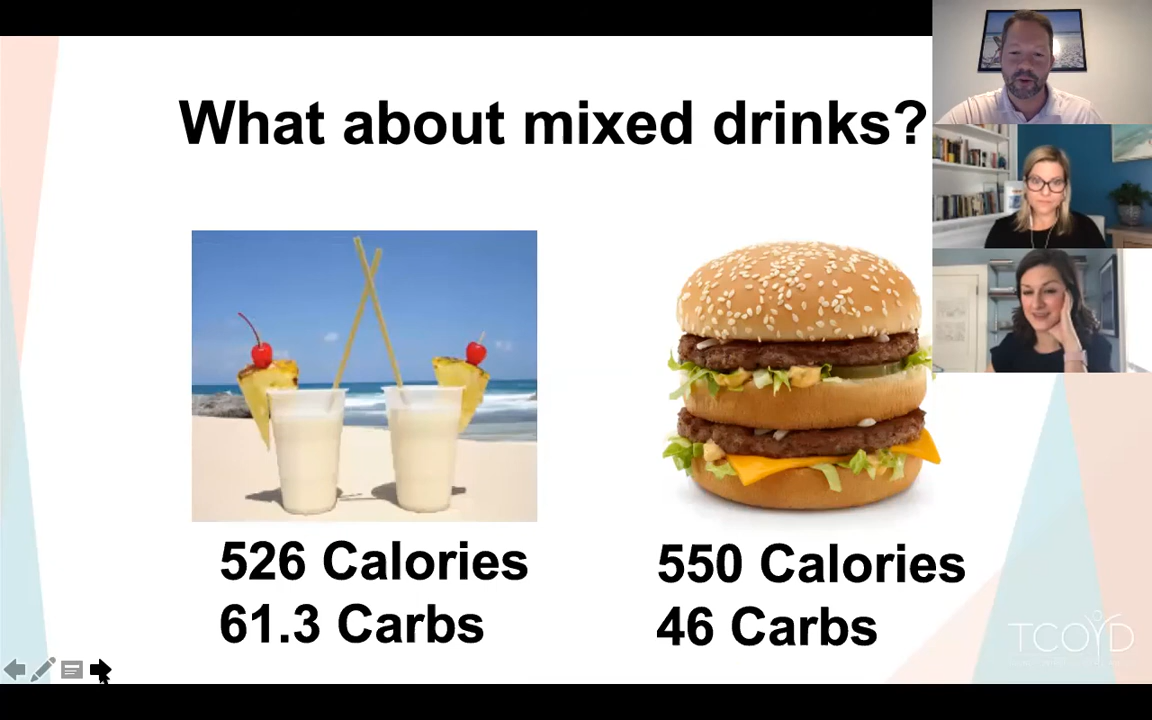 What about mixed drinks?
526 Calories
61.3 Carbs
550 Calories
46 Carbs
TCOYD